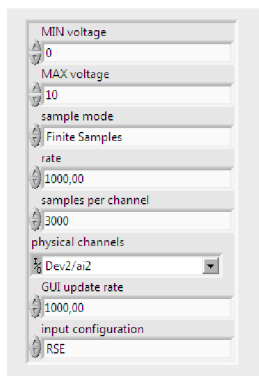 MIN voltage
0
MAX voltage
10
sample mode
Finite Samples
rate
1000,00
samples per channel
3000
physical channels
Dev2/ai2
GUI update rate
1000,00
input configuration
RSE